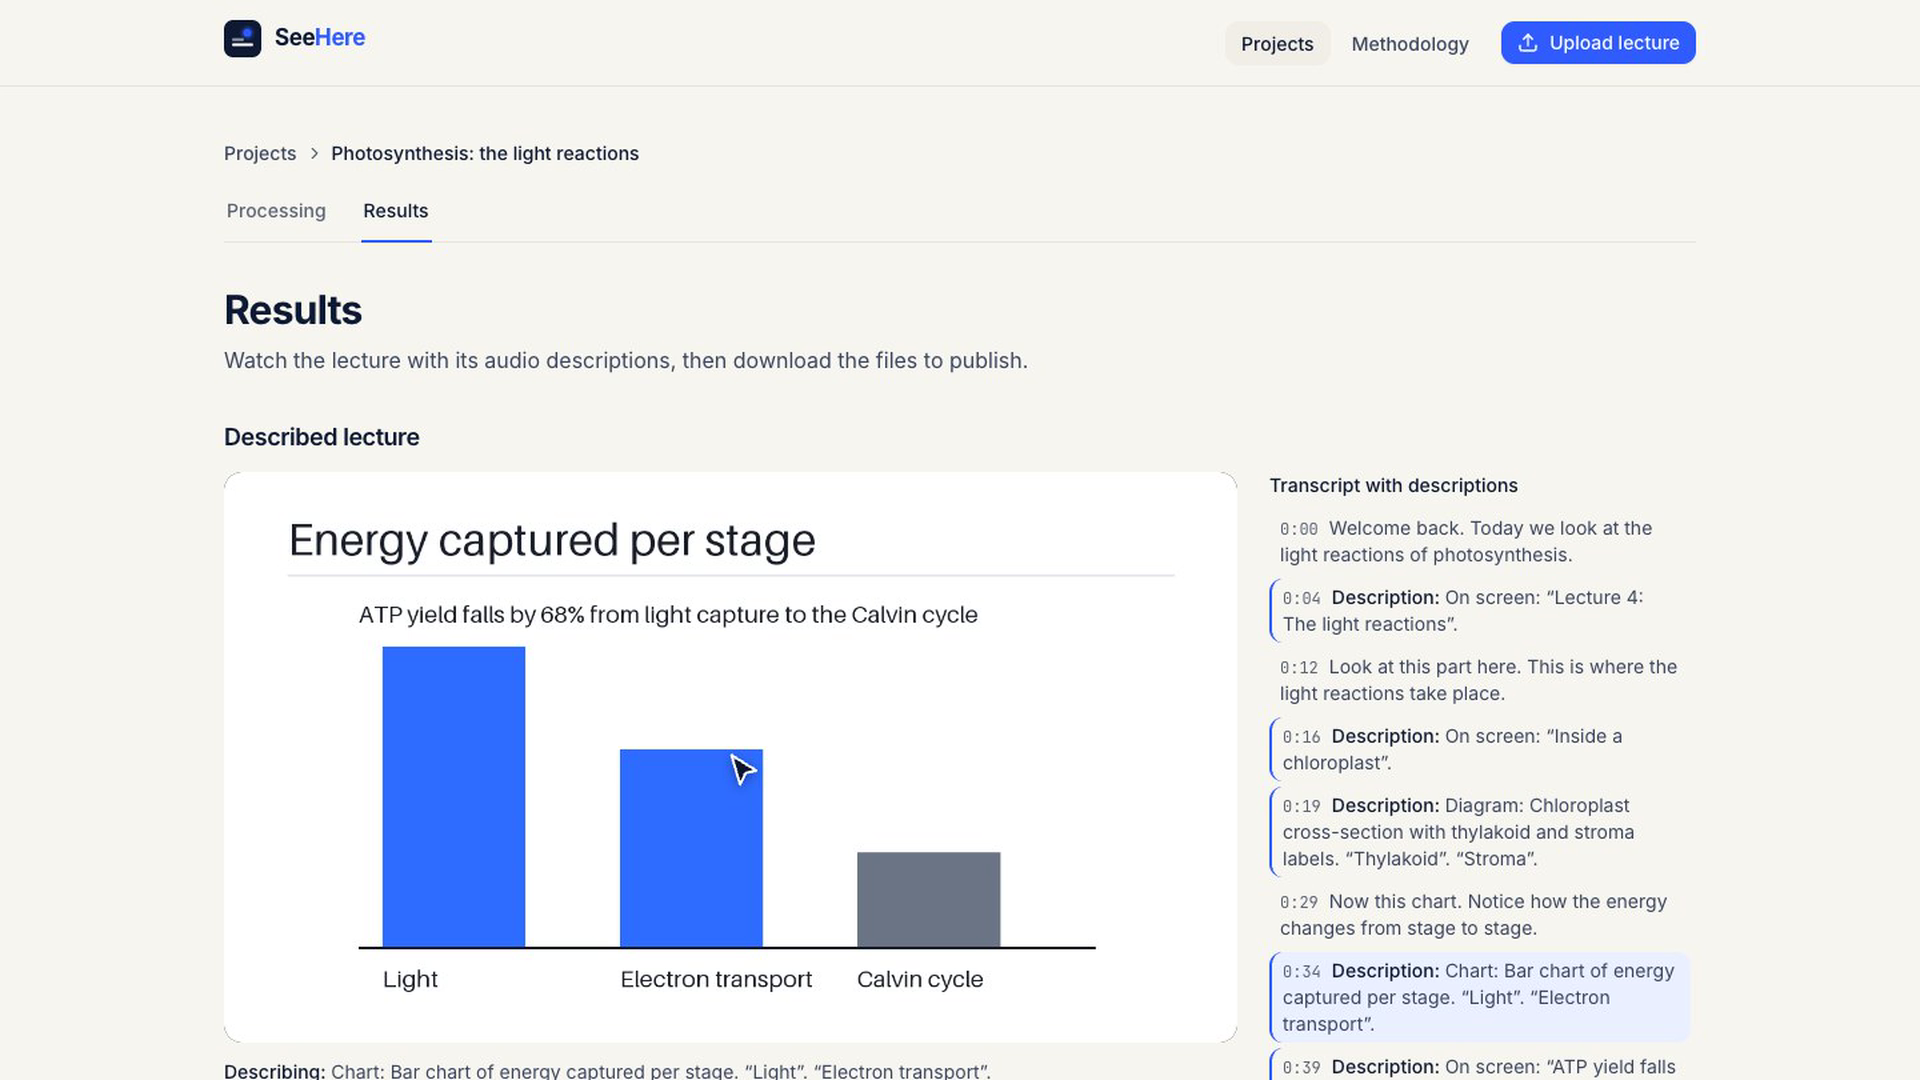 SeeHere
Projects
Methodology
Upload lecture
Projects > Photosynthesis: the light reactions
Processing
Results
Results
Watch the lecture with its audio descriptions, then download the files to publish.
Described lecture
Energy captured per stage
ATP yield falls by 68% from light capture to the Calvin cycle
Light
Electron transport
Calvin cycle
Describing: Chart: Bar chart of energy captured per stage. “Light”. “Electron transport”.
Transcript with descriptions
0:00 Welcome back. Today we look at the
light reactions of photosynthesis.
0:04 Description: On screen: “Lecture 4:
The light reactions”.
0:12 Look at this part here. This is where the
light reactions take place.
0:16 Description: On screen: “Inside a
chloroplast”.
0:19 Description: Diagram: Chloroplast
cross-section with thylakoid and stroma
labels. “Thylakoid”. “Stroma”.
0:29 Now this chart. Notice how the energy
changes from stage to stage.
0:34 Description: Chart: Bar chart of energy
captured per stage. “Light”. “Electron
transport”.
0:39 Description: On screen: “ATP yield falls